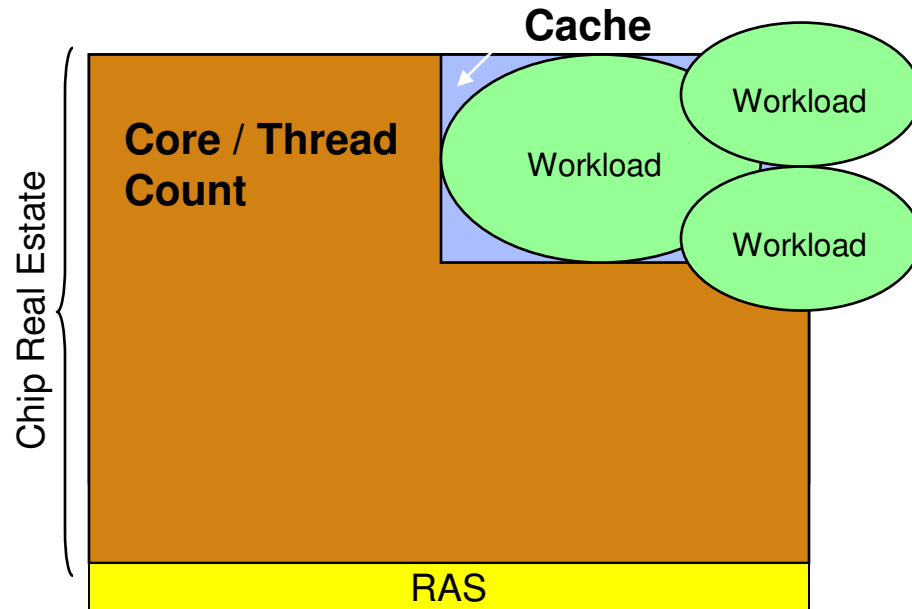 Cache
Workload
Core / Thread
Count
Workload
Workload
Chip Real Estate
RAS